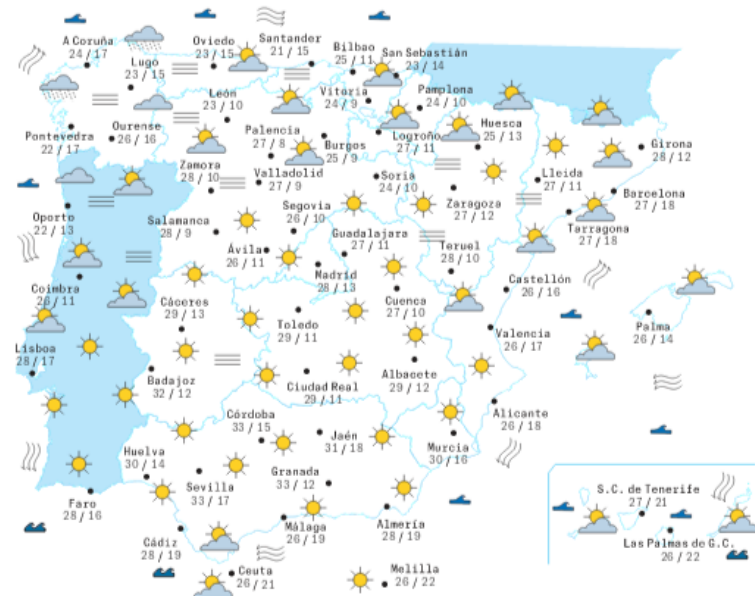 A Coruña
24 / 17
Lugo
23 / 15
Oviedo
23 / 15
Santander
21 / 15
Bilbao
25 / 11
San Sebastián
23 / 14
Vitoria
24 / 9
Pamplona
24 / 10
Pontevedra
22 / 17
Ourense
26 / 16
León
23 / 10
Palencia
27 / 8
Burgos
25 / 9
Logroño
27 / 11
Huesca
25 / 13
Girona
28 / 12
Zamora
28 / 10
Valladolid
27 / 9
Soria
24 / 10
Zaragoza
27 / 12
Lleida
27 / 11
Barcelona
27 / 18
Tarragona
27 / 18
Oporto
22 / 13
Salamanca
28 / 9
Segovia
26 / 10
Ávila
26 / 11
Guadalajara
27 / 11
Madrid
28 / 13
Teruel
28 / 10
Castellón
26 / 16
Coimbra
26 / 11
Cáceres
29 / 13
Toledo
29 / 11
Cuenca
27 / 10
Valencia
26 / 17
Palma
26 / 14
Lisboa
28 / 17
Badajoz
32 / 12
Ciudad Real
29 / 11
Albacete
29 / 12
Alicante
26 / 18
Córdoba
33 / 15
Jaén
31 / 18
Murcia
30 / 16
Huelva
30 / 14
Sevilla
33 / 17
Granada
33 / 12
Faro
28 / 16
Cádiz
28 / 19
Málaga
26 / 19
Almería
28 / 19
Ceuta
26 / 21
Melilla
26 / 22
S.C. de Tenerife
27 / 21
Las Palmas de G.C.
26 / 22